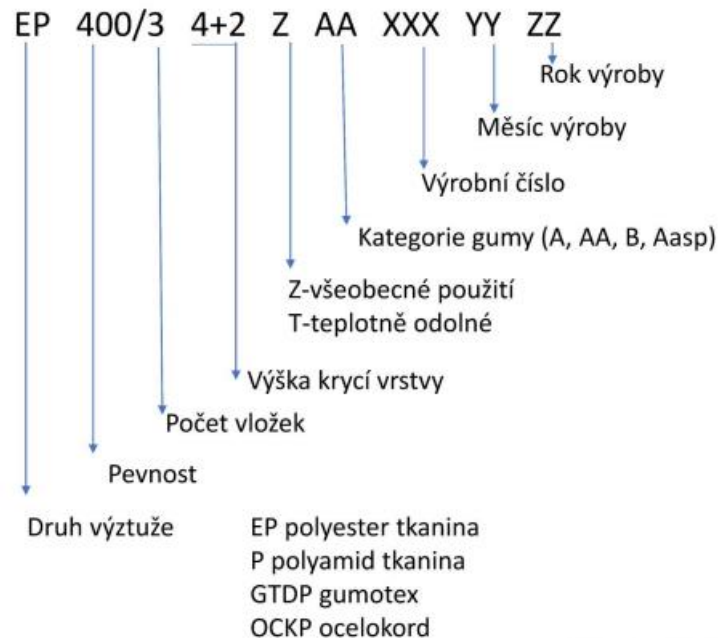 EP 400/3 4+2 Z AA XXX YY ZZ
Rok výroby
Měsíc výroby
Výrobní číslo
Kategorie gumy (A, AA, B, Aasp)
Z-všeobecné použití
T-teplotně odolné
Výška krycí vrstvy
Počet vložek
Pevnost
Druh výztuže
EP polyester tkanina
P polyamid tkanina
GTDP gumotex
OCKP ocelokord